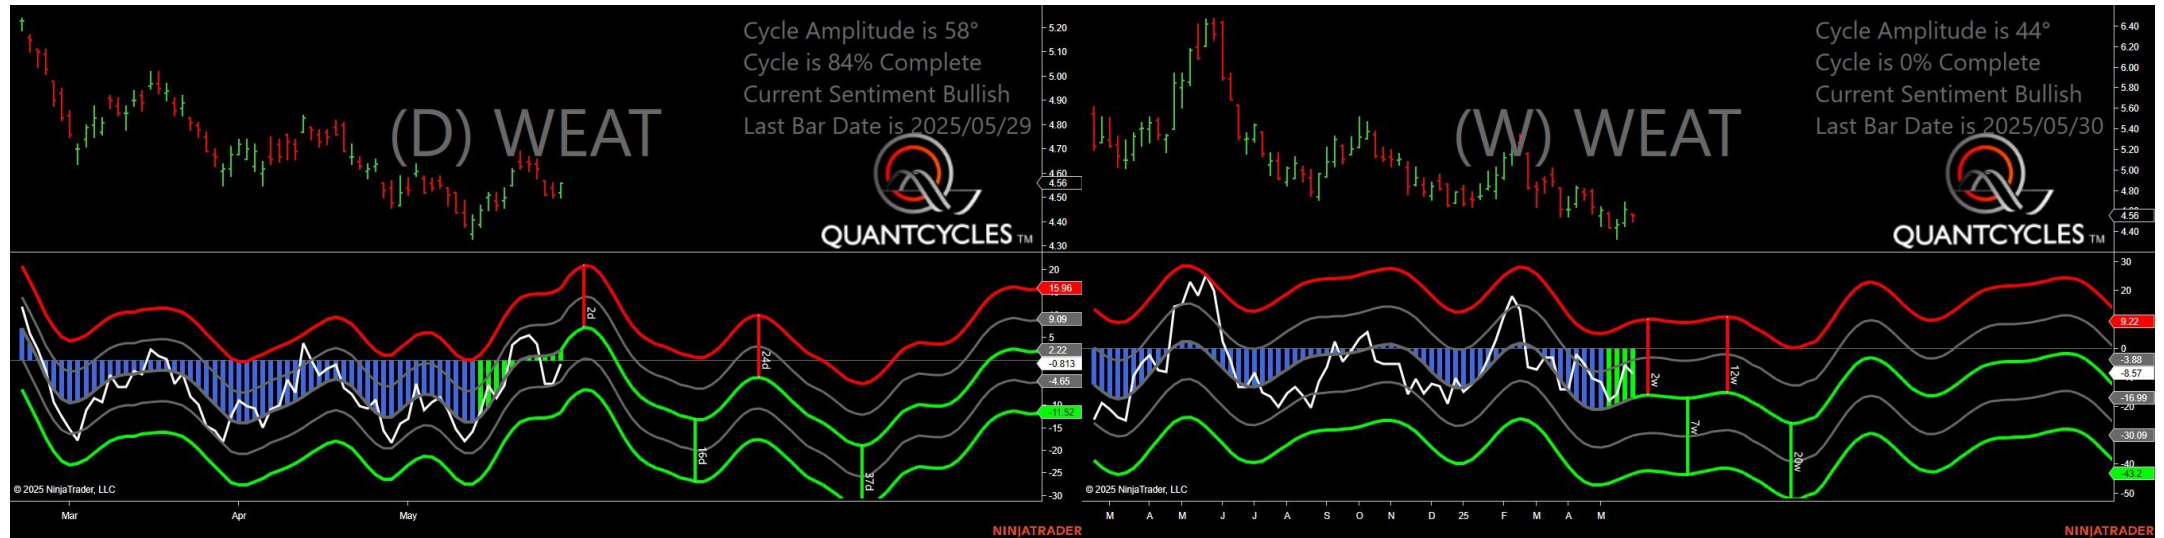 Cycle Amplitude is 58°
Cycle is 84% Complete
Current Sentiment Bullish
Last Bar Date is 2025/05/29
(D) WEAT
QUANTCYCLES TM
5.20
5.10
5.00
4.90
4.80
4.70
4.60
4.56
4.50
4.40
4.30
20
15.96
9.09
5
2.22
-0.813
-4.65
-11.52
-15
-20
-25
-30
2d
16d
24d
37d
© 2025 NinjaTrader, LLC
Mar
Apr
May
NINJATRADER
Cycle Amplitude is 44°
Cycle is 0% Complete
Current Sentiment Bullish
Last Bar Date is 2025/05/30
(W) WEAT
QUANTCYCLES TM
6.40
6.20
6.00
5.80
5.60
5.40
5.20
5.00
4.80
4.56
4.40
30
20
9.22
0
-3.88
-8.57
-16.99
-20
-30.09
-40
-43.2
-50
2w
7w
12w
20w
© 2025 NinjaTrader, LLC
M A M J J A S O N D 25 F M A M
NINJATRADER